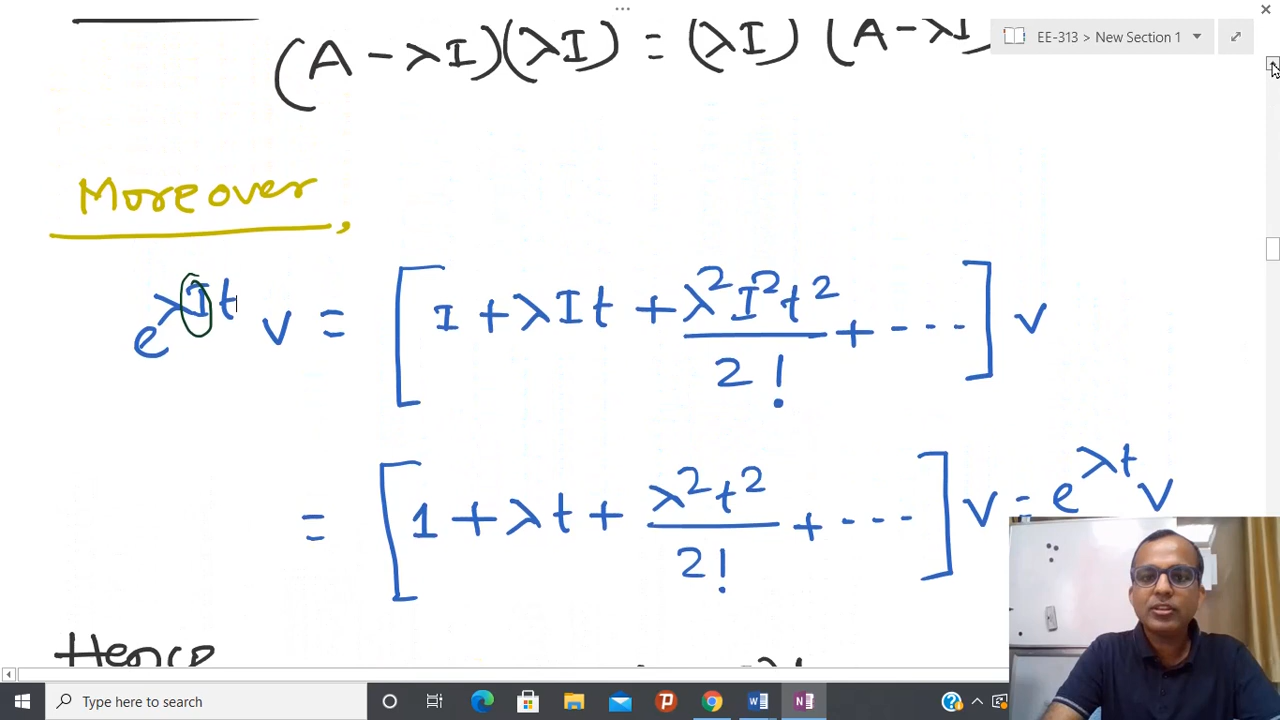 (A - λI)(λI) = (λI) (A - λI
EE-313 > New Section 1
Moreover,
e^{λIt} v = [I + λIt + λ²I²t²/2! + ---] v
= [1 + λt + λ²t²/2! + ---] v = e^{λt} v
Hence
Type here to search